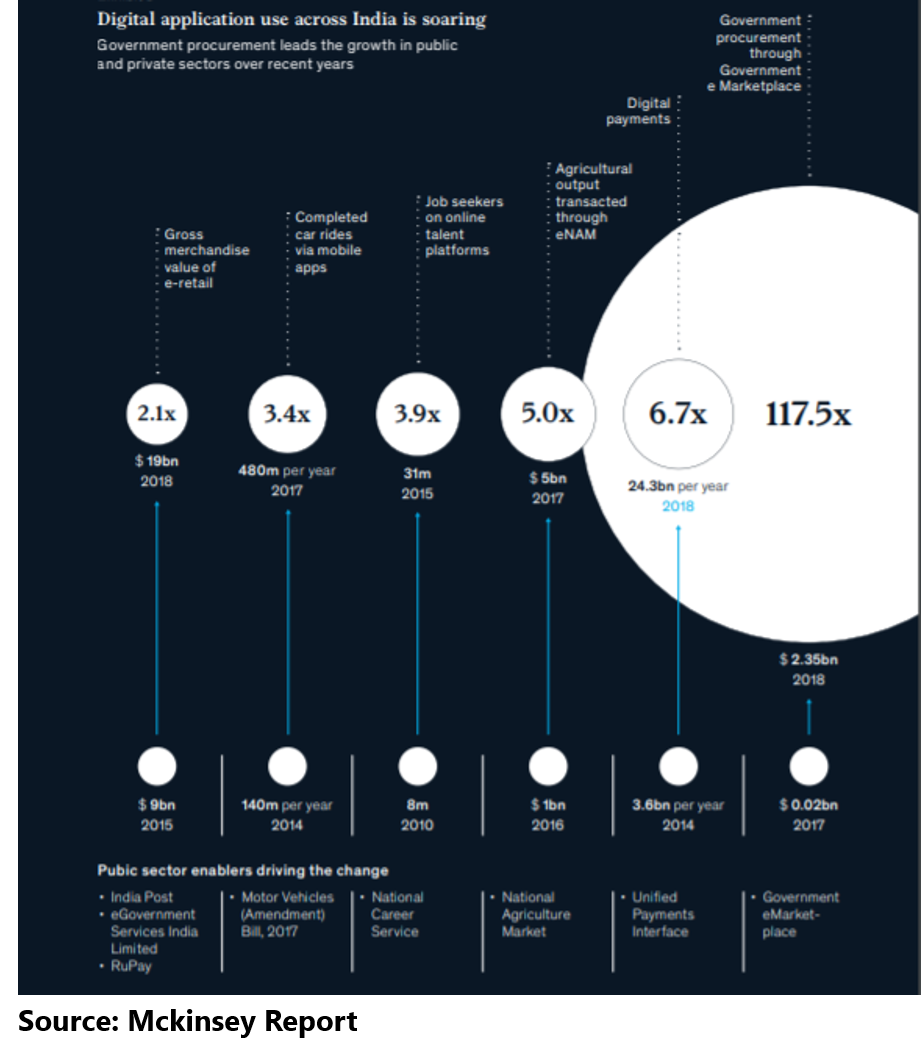 Digital application use across India is soaring
Government procurement leads the growth in public
and private sectors over recent years
Government
procurement
through
Government
e Marketplace
Digital
payments
Agricultural
output
transacted
through
eNAM
Job seekers
on online
talent
platforms
Completed
car rides
via mobile
apps
Gross
merchandise
value of
e-retail
2.1x
3.4x
3.9x
5.0x
6.7x
117.5x
$ 19bn
2018
480m per year
2017
31m
2015
$ 5bn
2017
24.3bn per year
2018
$ 2.35bn
2018
$ 9bn
2015
140m per year
2014
8m
2010
$ 1bn
2016
3.6bn per year
2014
$ 0.02bn
2017
Pubic sector enablers driving the change
• India Post
• eGovernment
Services India
Limited
• RuPay
• Motor Vehicles
(Amendment)
Bill, 2017
• National
Career
Service
• National
Agriculture
Market
• Unified
Payments
Interface
• Government
eMarket-
place
Source: Mckinsey Report